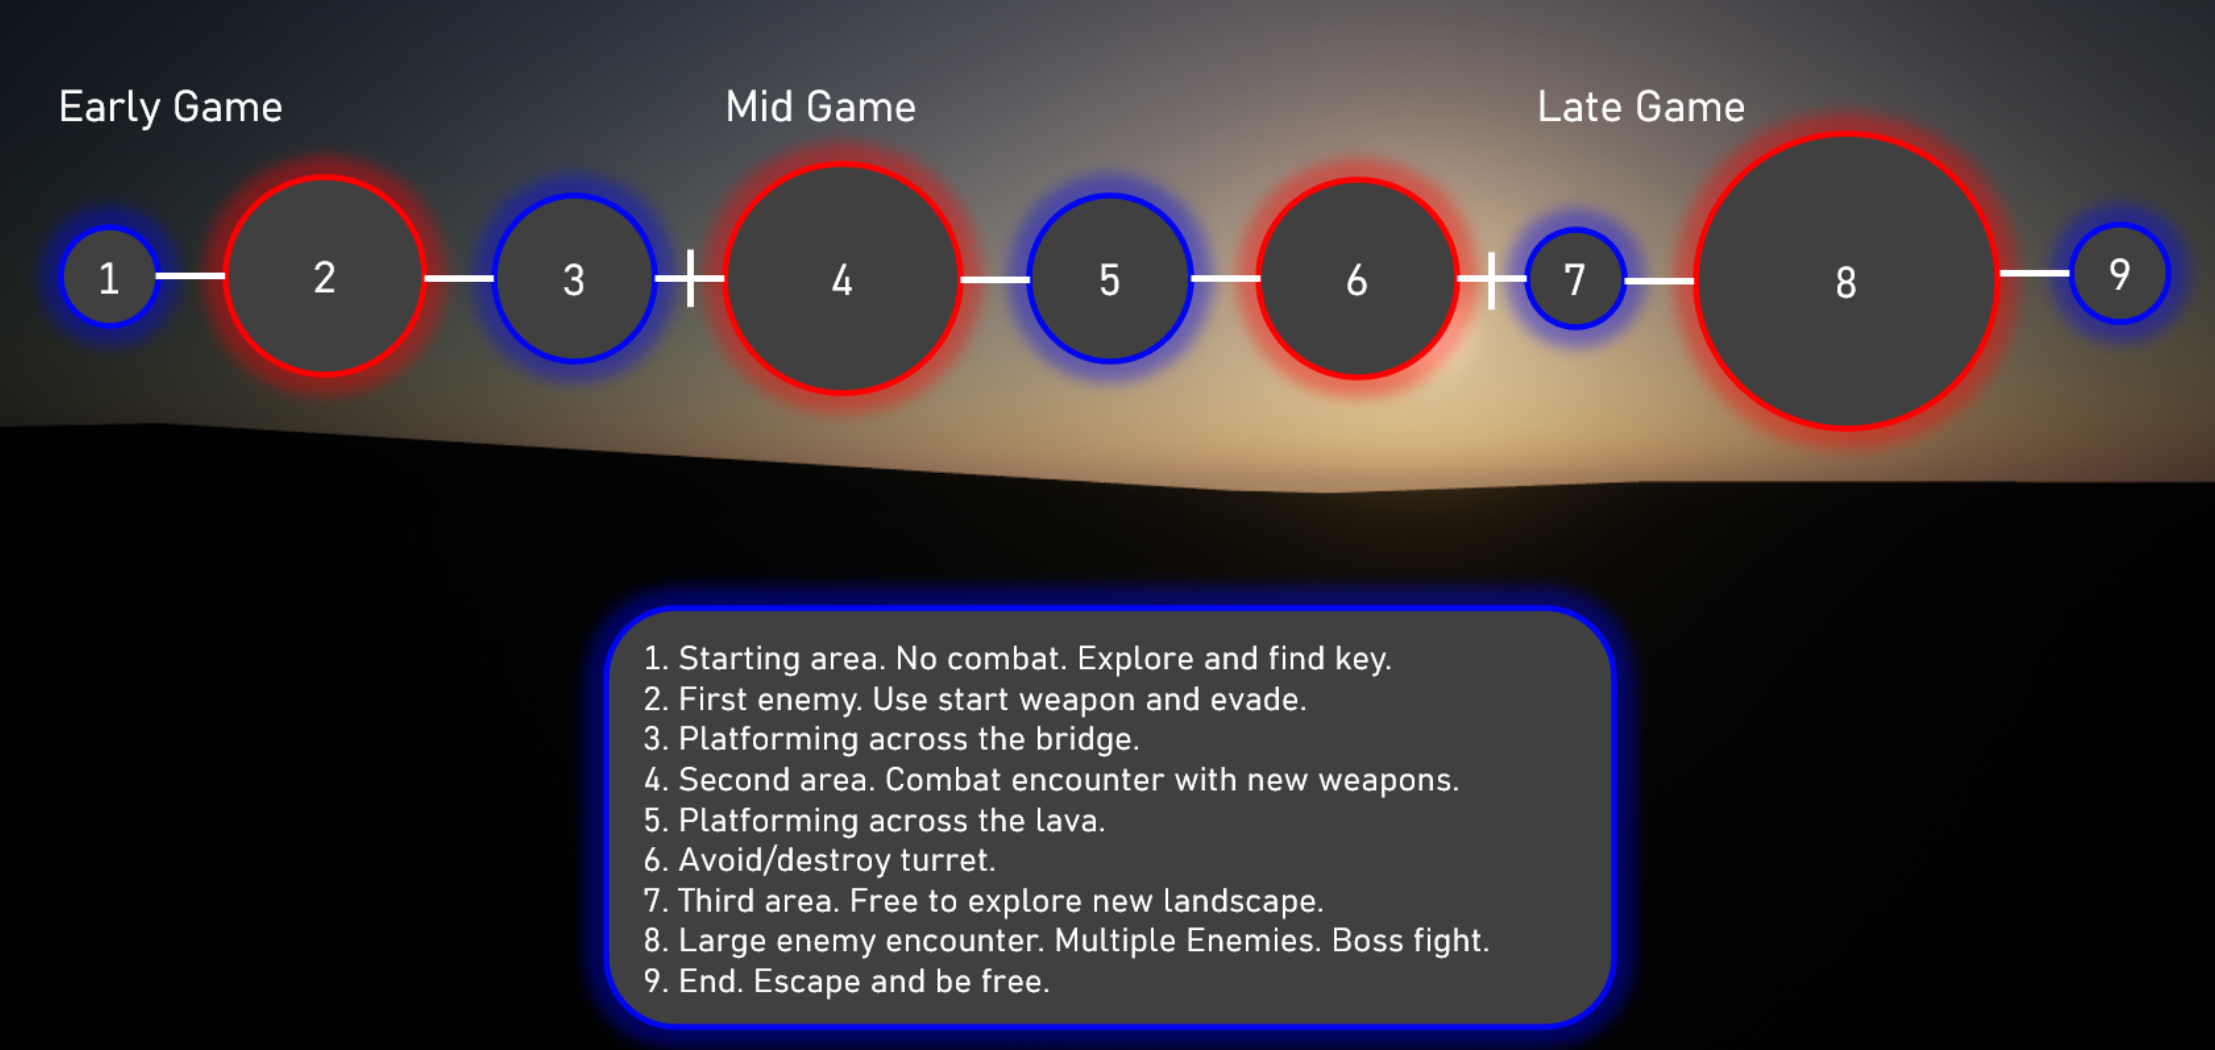 Early Game
Mid Game
Late Game
1
2
3
4
5
6
7
8
9
1. Starting area. No combat. Explore and find key.
2. First enemy. Use start weapon and evade.
3. Platforming across the bridge.
4. Second area. Combat encounter with new weapons.
5. Platforming across the lava.
6. Avoid/destroy turret.
7. Third area. Free to explore new landscape.
8. Large enemy encounter. Multiple Enemies. Boss fight.
9. End. Escape and be free.